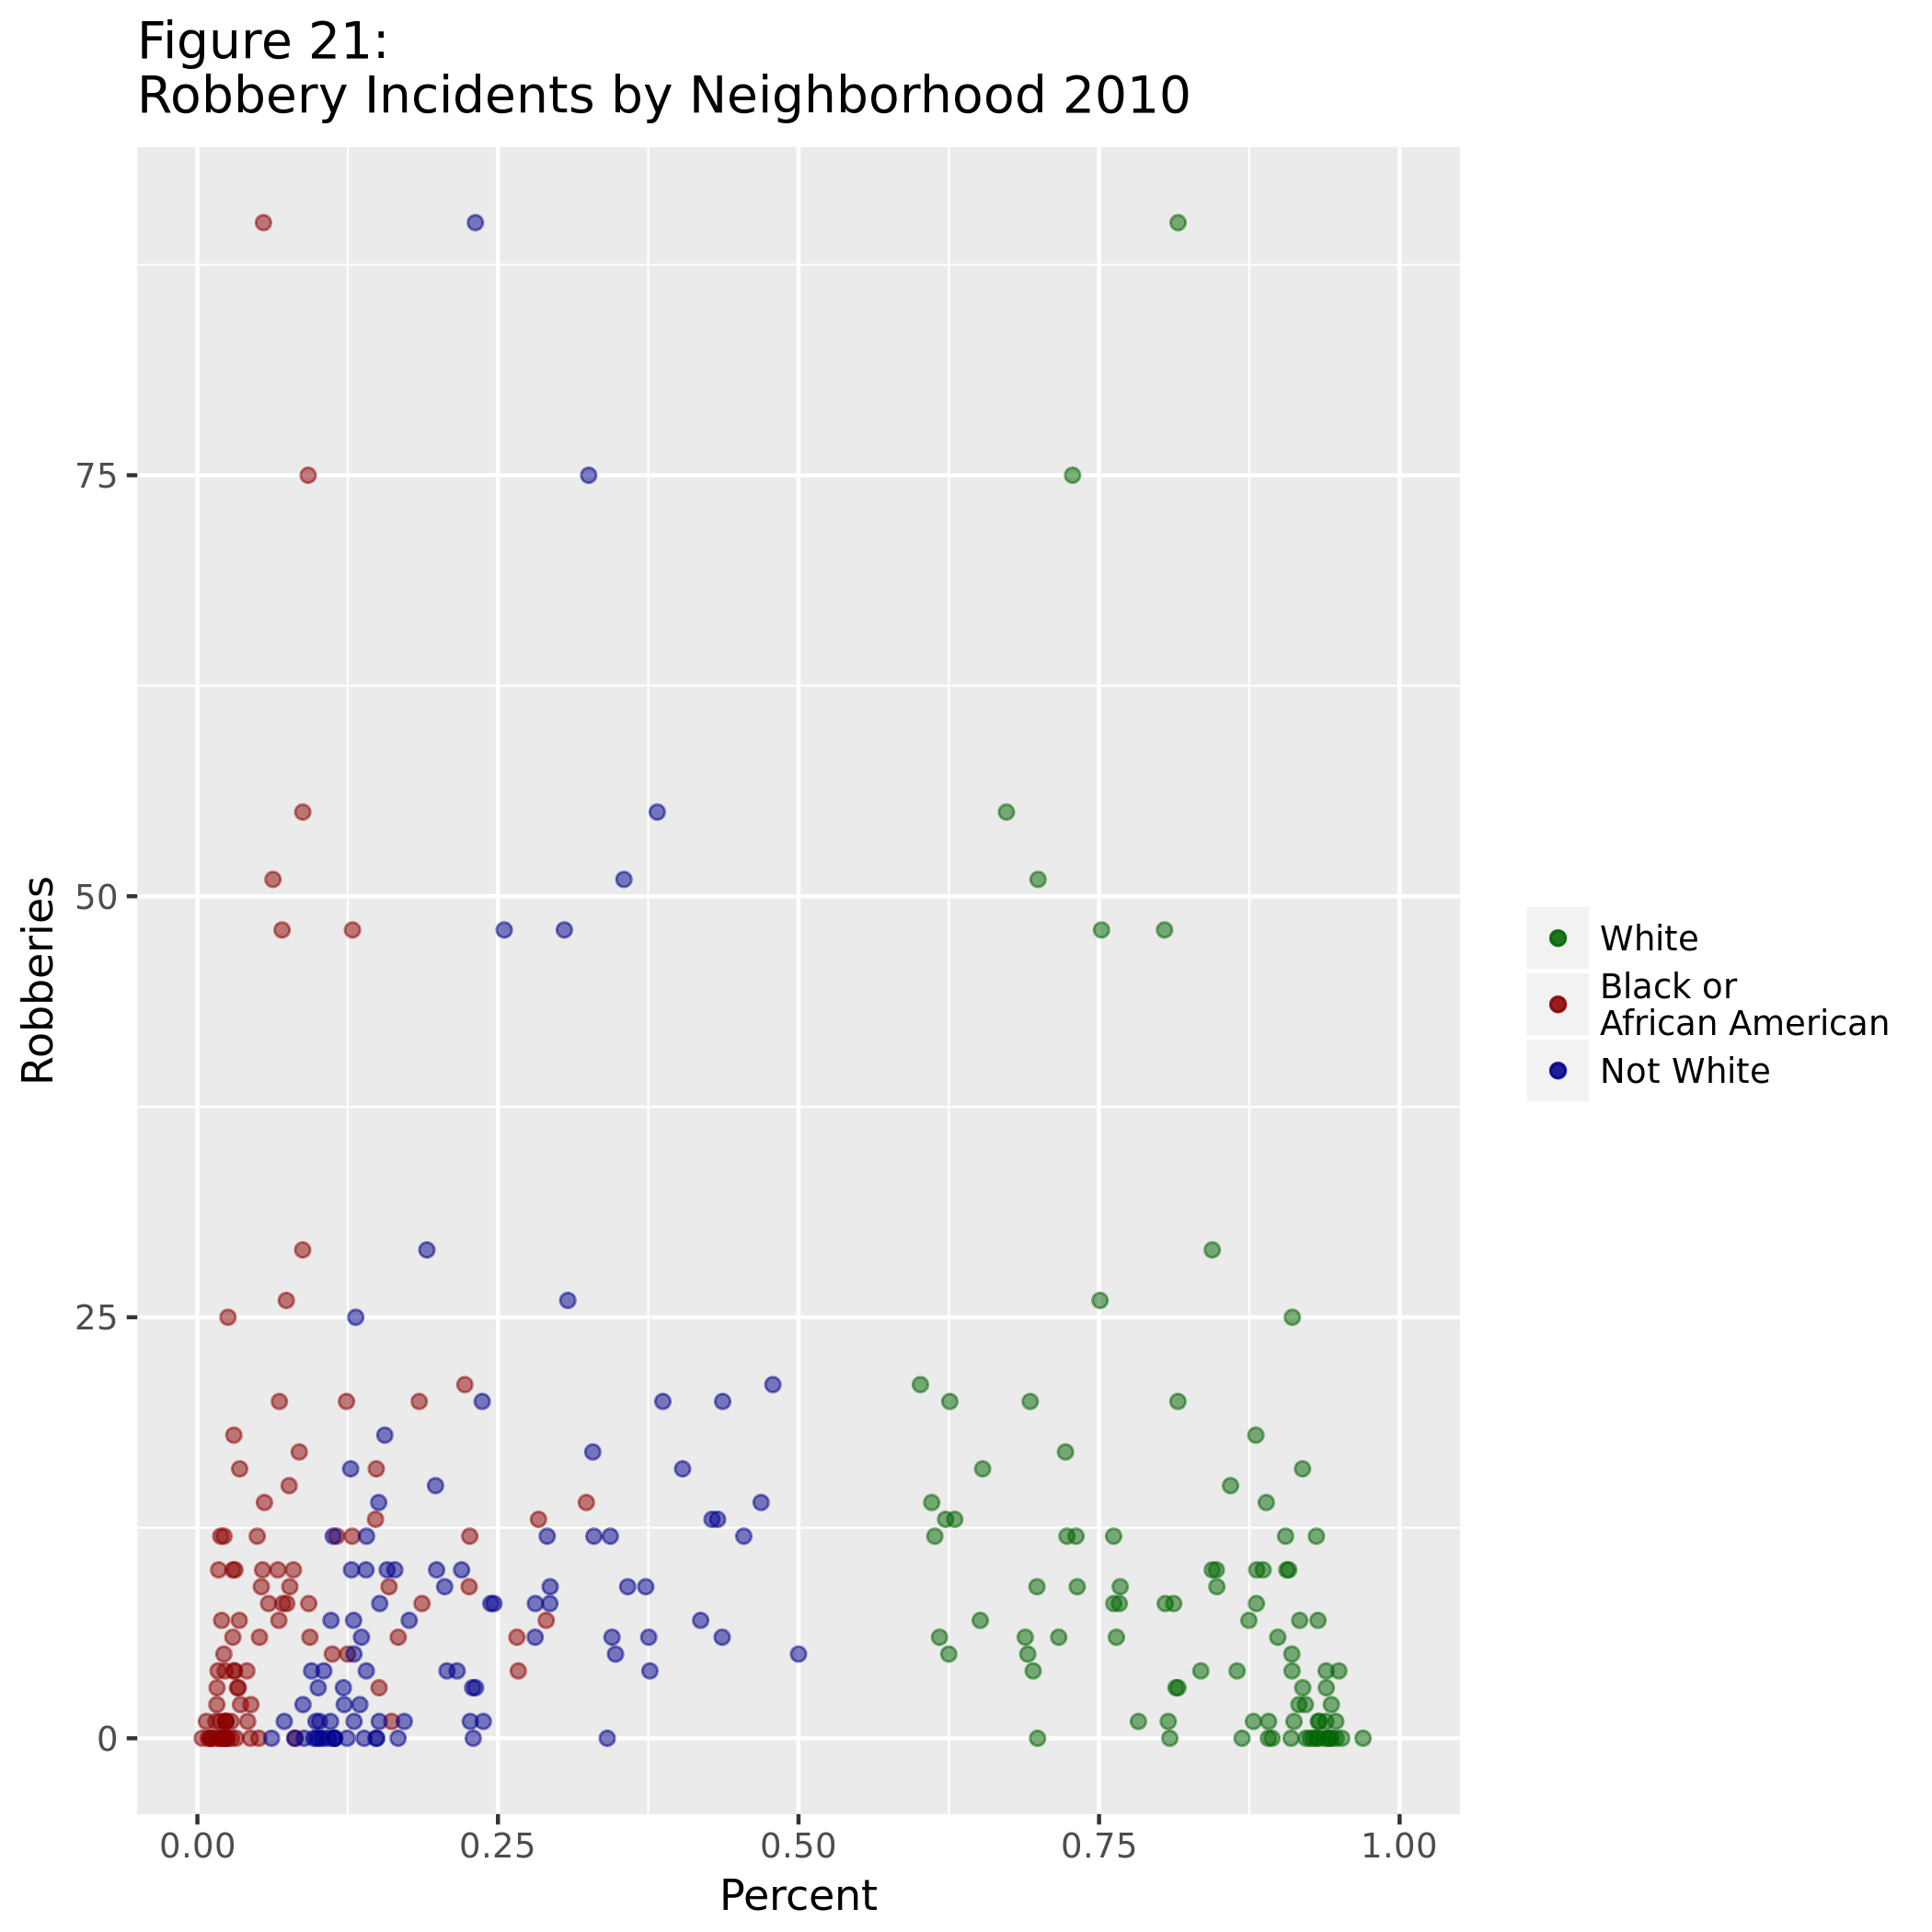 Figure 21:
Robbery Incidents by Neighborhood 2010
Robberies
75
50
25
0
0.00 0.25 0.50 0.75 1.00
Percent
White
Black or
African American
Not White